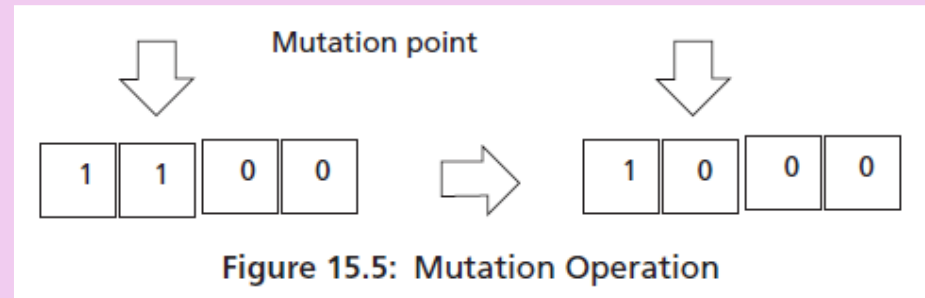 Mutation point
1 1 0 0 1 0 0 0
Figure 15.5: Mutation Operation